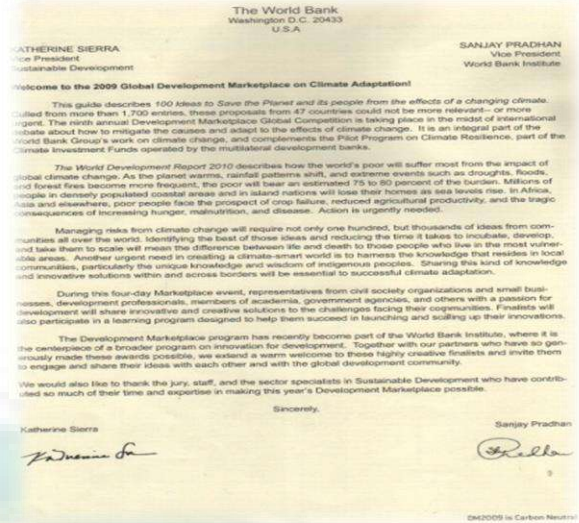 The World Bank
Washington D.C. 20433
U.S.A
KATHERINE SIERRA
Vice President
Sustainable Development
SANJAY PRADHAN
Vice President
World Bank Institute
Welcome to the 2009 Global Development Marketplace on Climate Adaptation!
This guide describes 100 Ideas to Save the Planet and its people from the effects of a changing climate.
Culled from more than 1,700 entries, these proposals from 47 countries could not be more relevant-- or more
urgent. The ninth annual Development Marketplace Global Competition is taking place in the midst of international
debate about how to mitigate the causes and adapt to the effects of climate change. It is an integral part of the
World Bank Group's work on climate change, and complements the Pilot Program on Climate Resilience, part of the
Climate Investment Funds operated by the multilateral development banks.
The World Development Report 2010 describes how the world's poor will suffer most from the impact of
global climate change. As the planet warms, rainfall patterns shift, and extreme events such as droughts, floods,
and forest fires become more frequent, the poor will bear an estimated 75 to 80 percent of the burden. Millions of
people in densely populated coastal areas and in island nations will lose their homes as sea levels rise. In Africa,
Asia and elsewhere, poor people face the prospect of crop failure, reduced agricultural productivity, and the tragic
consequences of increasing hunger, malnutrition, and disease. Action is urgently needed.
Managing risks from climate change will require not only one hundred, but thousands of ideas from com-
munities all over the world. Identifying the best of those ideas and reducing the time it takes to incubate, develop,
and take them to scale will mean the difference between life and death to those people who live in the most vulner-
able areas. Another urgent need in creating a climate-smart world is to harness the knowledge that resides in local
communities, particularly the unique knowledge and wisdom of indigenous peoples. Sharing this kind of knowledge
and innovative solutions within and across borders will be essential to successful climate adaptation.
During this four-day Marketplace event, representatives from civil society organizations and small busi-
nesses, development professionals, members of academia, government agencies, and others with a passion for
development will share innovative and creative solutions to the challenges facing their communities. Finalists will
also participate in a learning program designed to help them succeed in launching and scaling up their innovations.
The Development Marketplace program has recently become part of the World Bank Institute, where it is
the centerpiece of a broader program on innovation for development. Together with our partners who have so gen-
erously made these awards possible, we extend a warm welcome to these highly creative finalists and invite them
to engage and share their ideas with each other and with the global development community.
We would also like to thank the jury, staff, and the sector specialists in Sustainable Development who have contrib-
uted so much of their time and expertise in making this year's Development Marketplace possible.
Sincerely,
Katherine Sierra
Sanjay Pradhan
DM2009 is Carbon Neutral